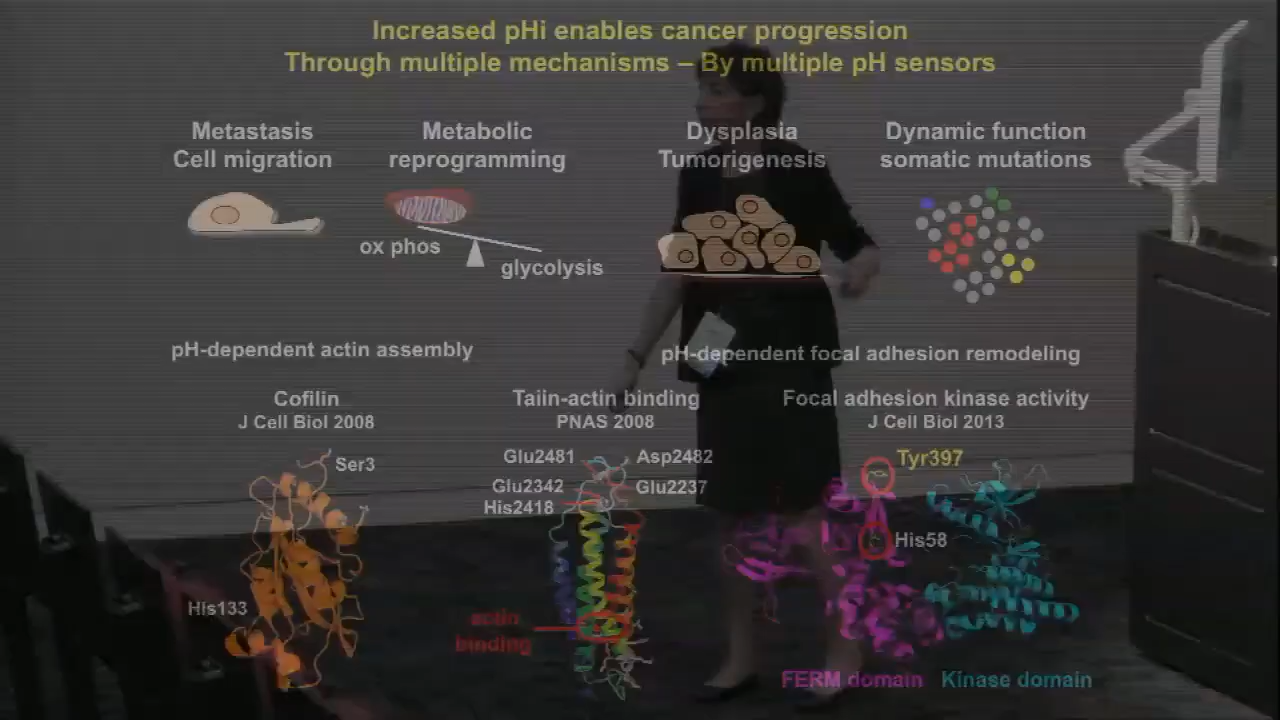 Increased pHi enables cancer progression
Through multiple mechanisms – By multiple pH sensors
Metastasis
Cell migration
Metabolic
reprogramming
Dysplasia
Tumorigenesis
Dynamic function
somatic mutations
ox phos
glycolysis
pH-dependent actin assembly
pH-dependent focal adhesion remodeling
Cofilin
J Cell Biol 2008
Taiin-actin binding
PNAS 2008
Focal adhesion kinase activity
J Cell Biol 2013
Ser3
His133
Glu2481
Asp2482
Glu2342
Glu2237
His2418
actin
binding
Tyr397
His58
FERM domain
Kinase domain